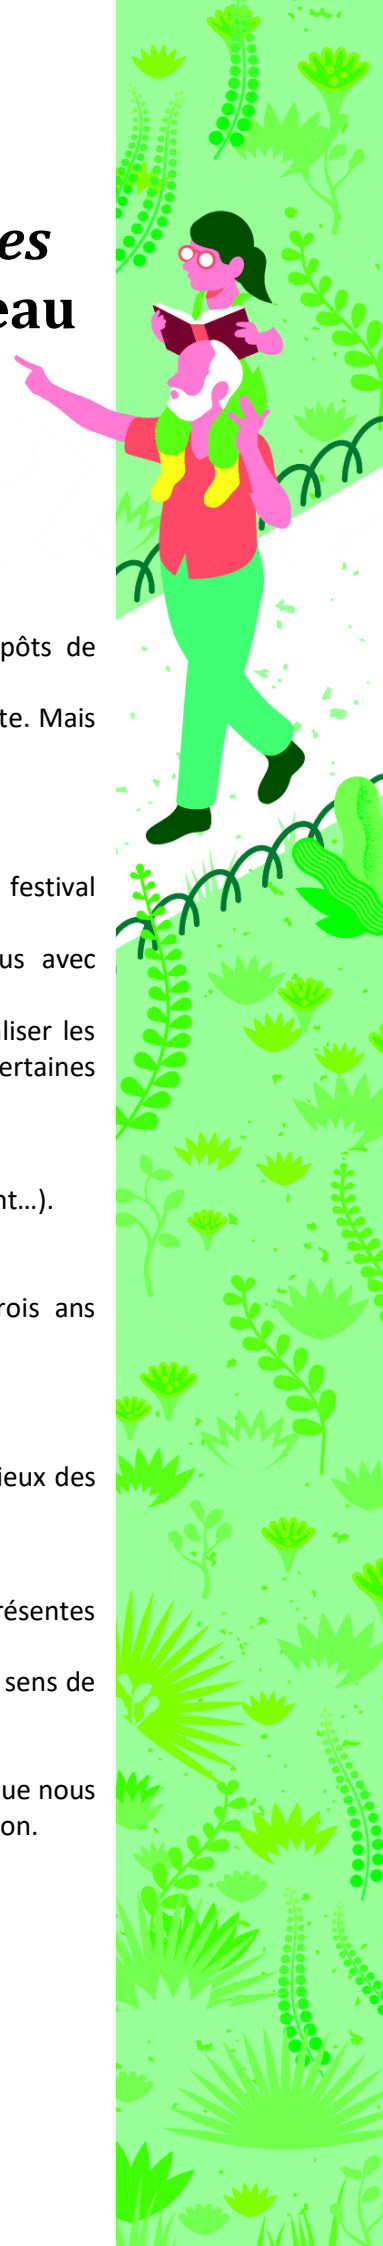 es
eau
pôts de
te. Mais
festival
us avec
liser les
ertaines
nt…).
rois ans
ieux des
résentes
sens de
ue nous
on.